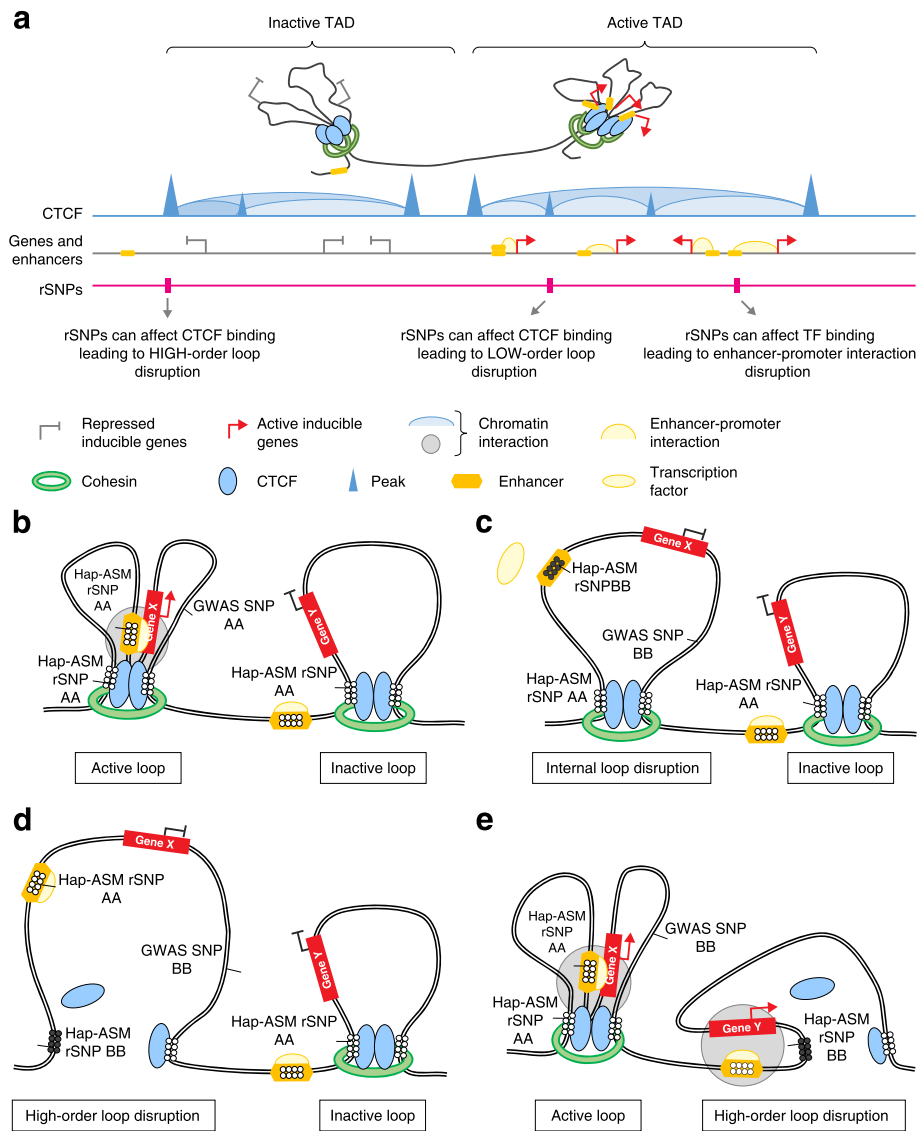 a
Inactive TAD
Active TAD
CTCF
Genes and
enhancers
rSNPs
rSNPs can affect CTCF binding
leading to HIGH-order loop
disruption
rSNPs can affect CTCF binding
leading to LOW-order loop
disruption
rSNPs can affect TF binding
leading to enhancer-promoter interaction
disruption
Repressed
inducible genes
Active inducible
genes
Chromatin
interaction
Enhancer-promoter
interaction
Cohesin
CTCF
Peak
Enhancer
Transcription
factor
b
Hap-ASM
rSNP
AA
Gene X
GWAS SNP
AA
Hap-ASM
rSNP
AA
Gene Y
Hap-ASM rSNP
AA
Active loop
Inactive loop
c
Gene X
Hap-ASM
rSNPBB
GWAS SNP
BB
Hap-ASM
rSNP AA
Gene Y
Hap-ASM rSNP
AA
Internal loop disruption
Inactive loop
d
Gene X
Hap-ASM rSNP
AA
GWAS SNP
BB
Hap-ASM
rSNP BB
Gene Y
Hap-ASM rSNP
AA
High-order loop disruption
Inactive loop
e
Hap-ASM
rSNP
AA
Gene X
GWAS SNP
BB
Hap-ASM
rSNP
AA
Gene Y
Hap-ASM
rSNP
BB
Active loop
High-order loop disruption